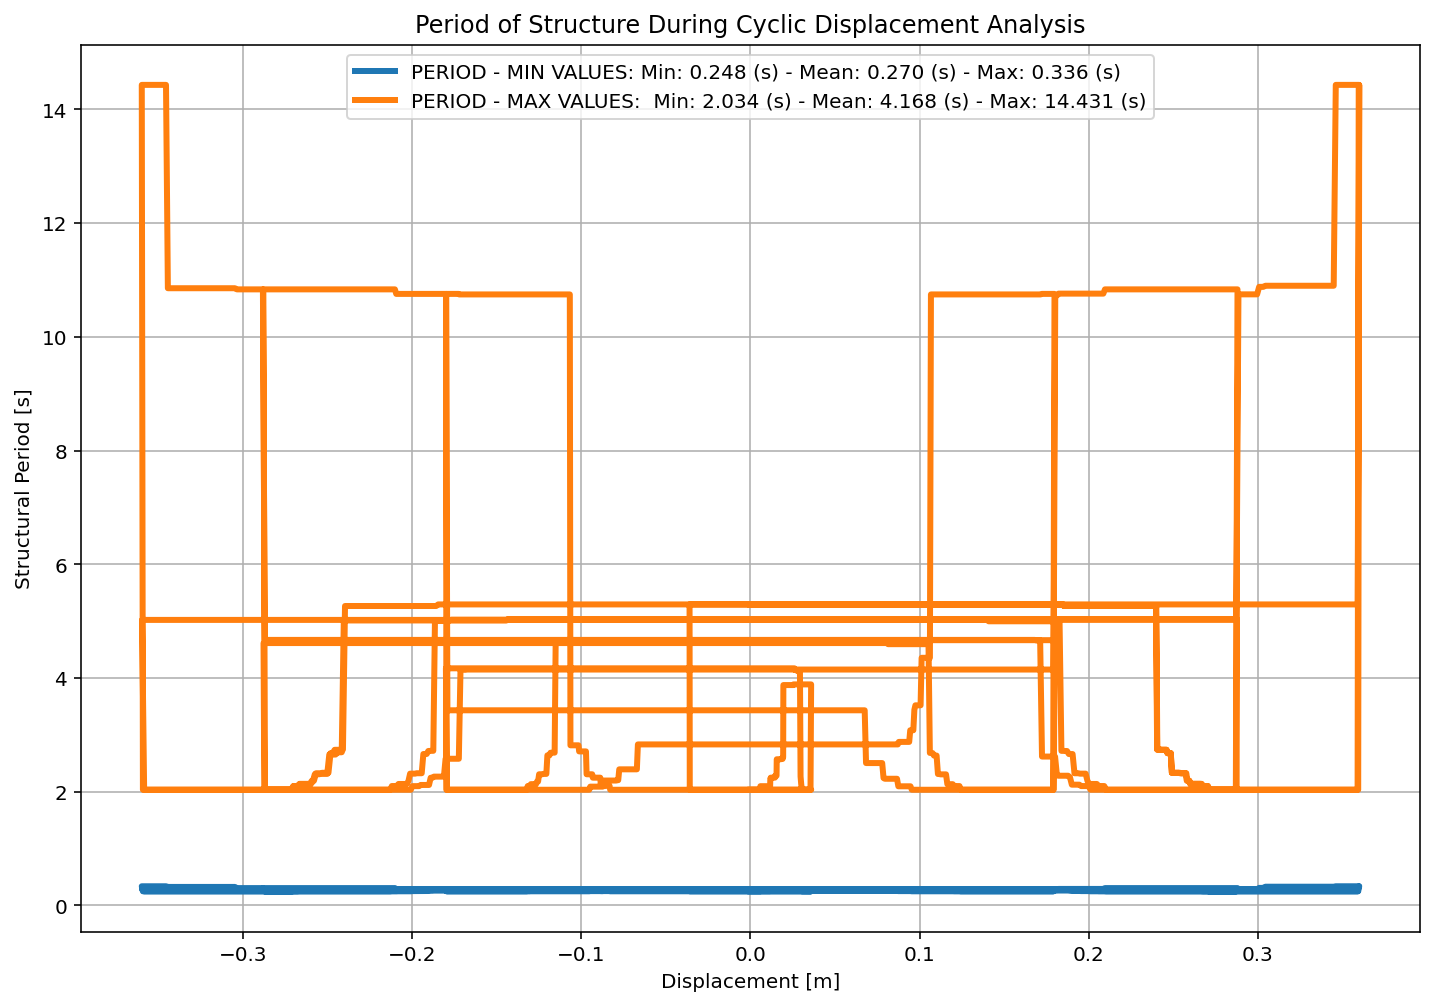 Period of Structure During Cyclic Displacement Analysis
PERIOD - MIN VALUES: Min: 0.248 (s) - Mean: 0.270 (s) - Max: 0.336 (s)
PERIOD - MAX VALUES:  Min: 2.034 (s) - Mean: 4.168 (s) - Max: 14.431 (s)
Structural Period [s]
14
12
10
8
6
4
2
0
−0.3 −0.2 −0.1 0.0 0.1 0.2 0.3
Displacement [m]